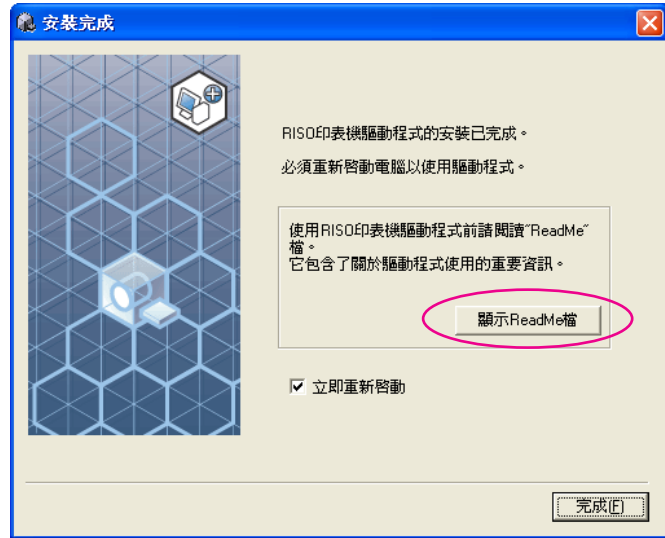 安裝完成
RISO印表機驅動程式的安裝已完成。
必須重新啓動電腦以使用驅動程式。
使用RISO印表機驅動程式前請閱讀"ReadMe"
檔。
它包含了關於驅動程式使用的重要資訊。
顯示ReadMe檔
立即重新啓動
完成(F)